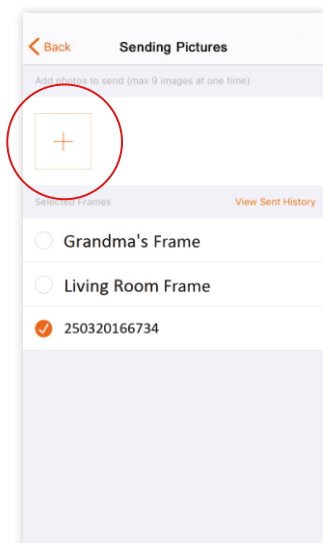 Back Sending Pictures
Add photos to send (max 9 images at one time)
Selected Frames View Sent History
Grandma's Frame
Living Room Frame
250320166734